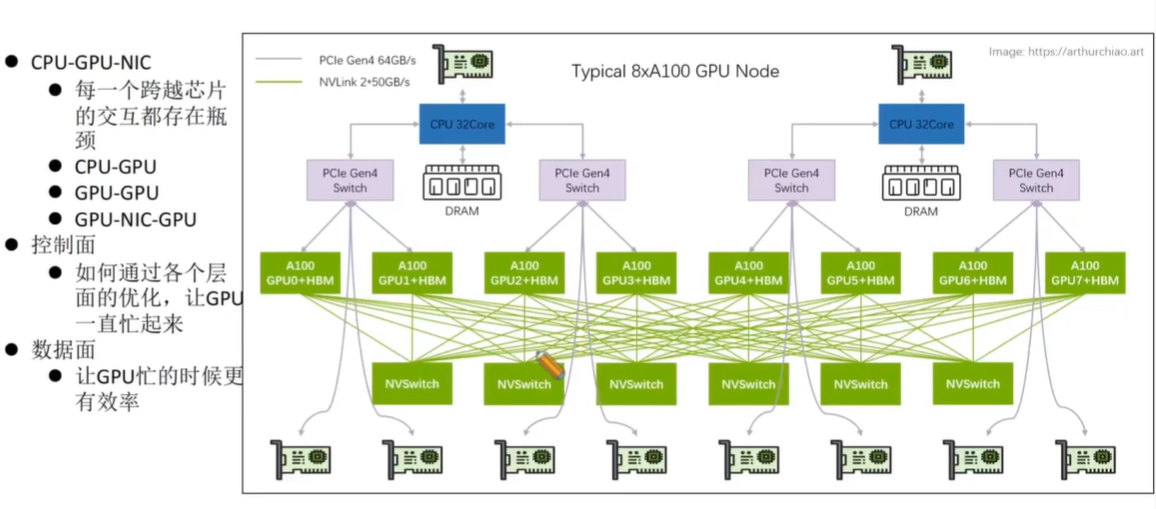 ● CPU-GPU-NIC
● 每一个跨越芯片
的交互都存在瓶
颈
● CPU-GPU
● GPU-GPU
● GPU-NIC-GPU
● 控制面
● 如何通过各个层
面的优化，让GPU
一直忙起来
● 数据面
● 让GPU忙的时候更
有效率
PCIe Gen4 64GB/s
NVLink 2*50GB/s
Typical 8xA100 GPU Node
Image: https://arthurchiao.art
CPU 32Core
CPU 32Core
PCIe Gen4
Switch
DRAM
PCIe Gen4
Switch
PCIe Gen4
Switch
DRAM
PCIe Gen4
Switch
A100
GPU0+HBM
A100
GPU1+HBM
A100
GPU2+HBM
A100
GPU3+HBM
A100
GPU4+HBM
A100
GPU5+HBM
A100
GPU6+HBM
A100
GPU7+HBM
NVSwitch
NVSwitch
NVSwitch
NVSwitch
NVSwitch
NVSwitch